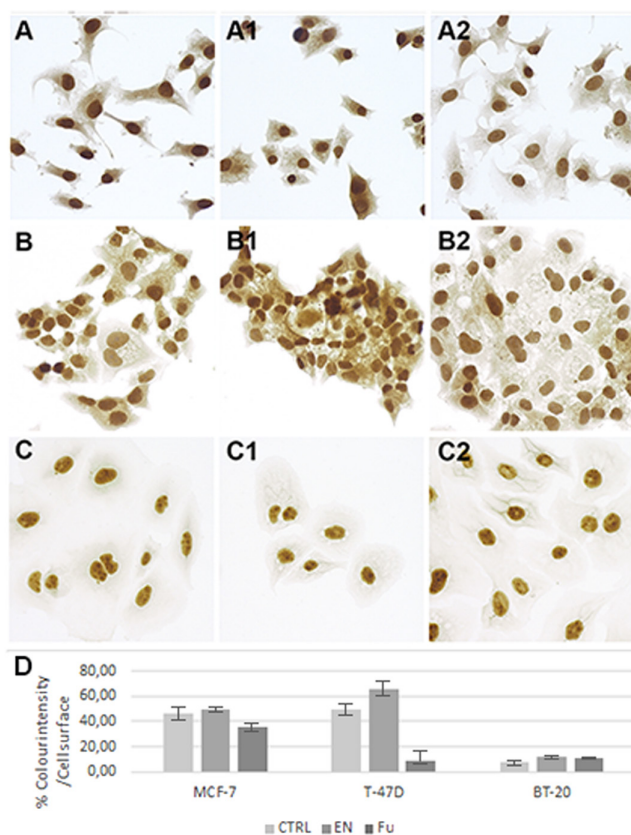 A A1 A2
B B1 B2
C C1 C2
D
80,00
60,00
40,00
20,00
0,00
% Colourintensity
/Cellsurface
MCF-7 T-47D BT-20
CTRL EN Fu